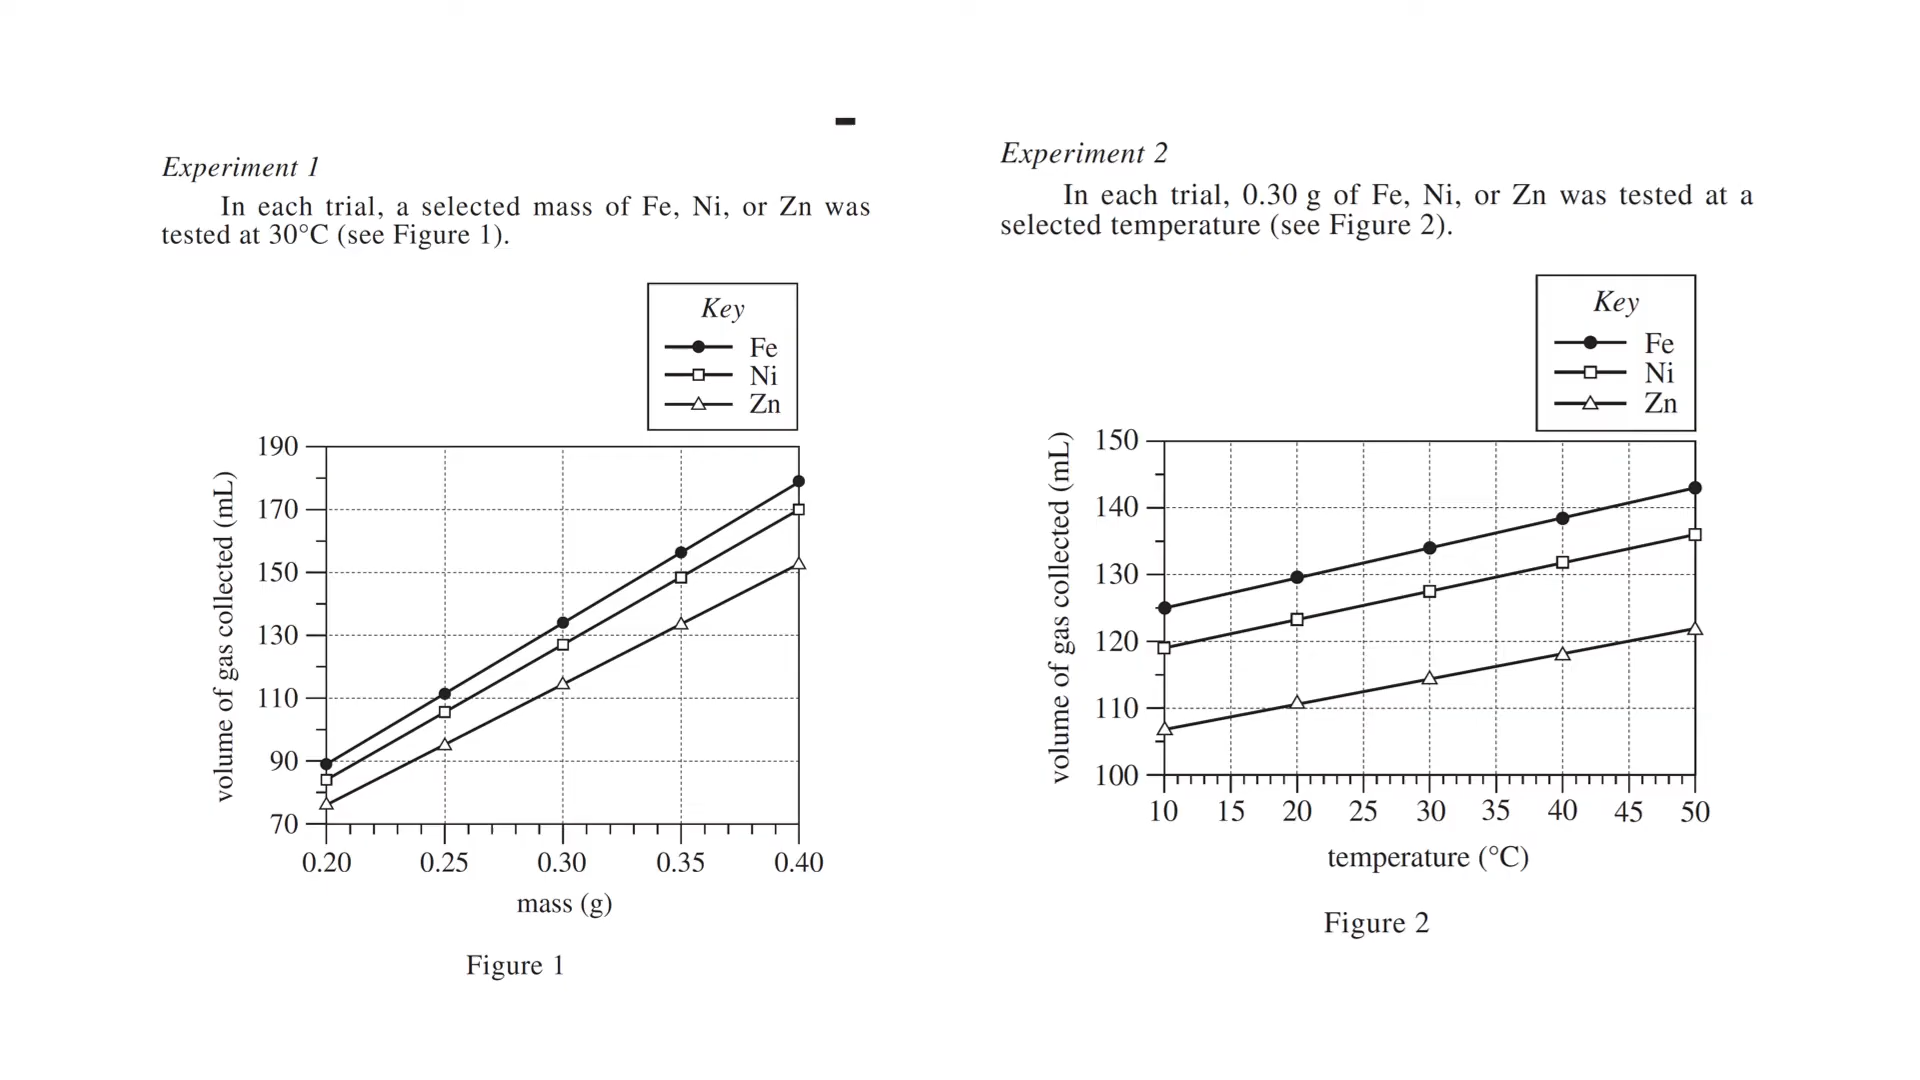 Experiment 1
In each trial, a selected mass of Fe, Ni, or Zn was
tested at 30°C (see Figure 1).
Key
Fe
Ni
Zn
volume of gas collected (mL)
190
170
150
130
110
90
70
0.20 0.25 0.30 0.35 0.40
mass (g)
Figure 1
Experiment 2
In each trial, 0.30 g of Fe, Ni, or Zn was tested at a
selected temperature (see Figure 2).
Key
Fe
Ni
Zn
volume of gas collected (mL)
150
140
130
120
110
100
10 15 20 25 30 35 40 45 50
temperature (°C)
Figure 2